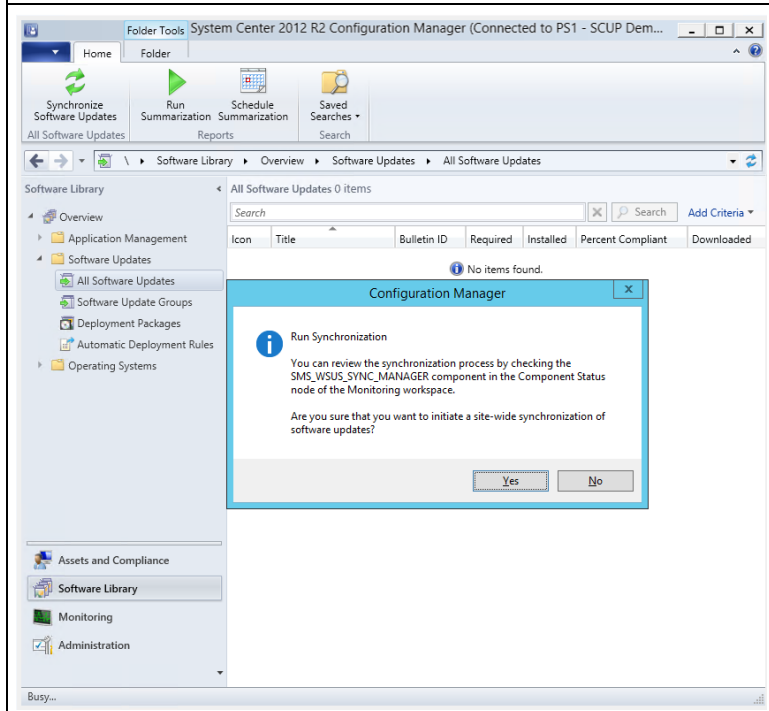 Folder Tools System Center 2012 R2 Configuration Manager (Connected to PS1 - SCUP Dem...
Home Folder
Synchronize Software Updates
Run Summarization
Schedule Summarization
Saved Searches
All Software Updates Reports Search
\ Software Library Overview Software Updates All Software Updates
Software Library
All Software Updates 0 items
Search
Search
Add Criteria
Icon Title Bulletin ID Required Installed Percent Compliant Downloaded
No items found.
Overview
Application Management
Software Updates
All Software Updates
Software Update Groups
Deployment Packages
Automatic Deployment Rules
Operating Systems
Configuration Manager
x
Run Synchronization
You can review the synchronization process by checking the
SMS_WSUS_SYNC_MANAGER component in the Component Status
node of the Monitoring workspace.
Are you sure that you want to initiate a site-wide synchronization of
software updates?
Yes No
Assets and Compliance
Software Library
Monitoring
Administration
Busy...